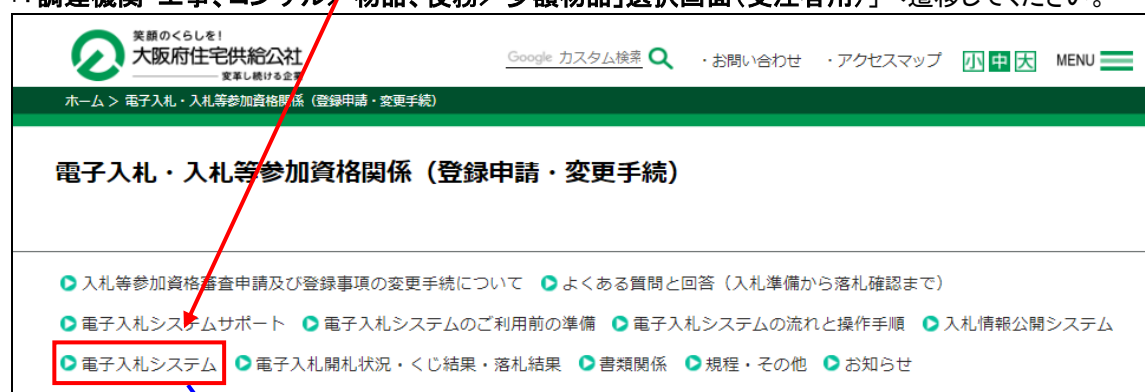 調達機関 工事、コンサル／物品、役務／少額物品」選択画面（受注者用）」へ遷移してください。
笑顔のくらしを！
大阪府住宅供給公社
変革し続ける企業
Google カスタム検索
・お問い合わせ ・アクセスマップ 小 中 大 MENU
ホーム > 電子入札・入札等参加資格関係（登録申請・変更手続）
電子入札・入札等参加資格関係（登録申請・変更手続）
入札等参加資格審査申請及び登録事項の変更手続について よくある質問と回答（入札準備から落札確認まで）
電子入札システムサポート 電子入札システムのご利用前の準備 電子入札システムの流れと操作手順 入札情報公開システム
電子入札システム 電子入札開札状況・くじ結果・落札結果 書類関係 規程・その他 お知らせ